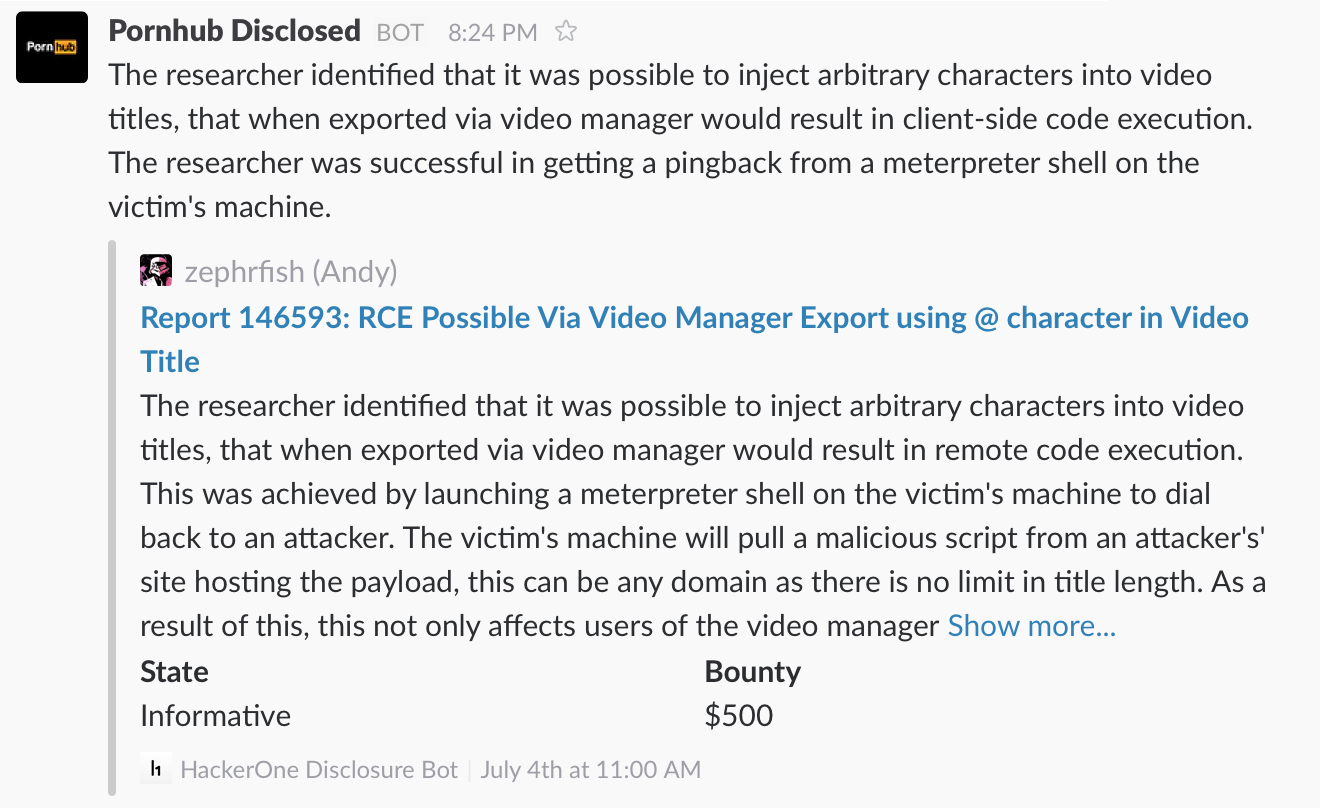 Porn hub
Pornhub Disclosed BOT 8:24 PM
The researcher identified that it was possible to inject arbitrary characters into video
titles, that when exported via video manager would result in client-side code execution.
The researcher was successful in getting a pingback from a meterpreter shell on the
victim's machine.
zephrfish (Andy)
Report 146593: RCE Possible Via Video Manager Export using @ character in Video
Title
The researcher identified that it was possible to inject arbitrary characters into video
titles, that when exported via video manager would result in remote code execution.
This was achieved by launching a meterpreter shell on the victim's machine to dial
back to an attacker. The victim's machine will pull a malicious script from an attacker's'
site hosting the payload, this can be any domain as there is no limit in title length. As a
result of this, this not only affects users of the video manager Show more...
State Bounty
Informative $500
h1 HackerOne Disclosure Bot | July 4th at 11:00 AM